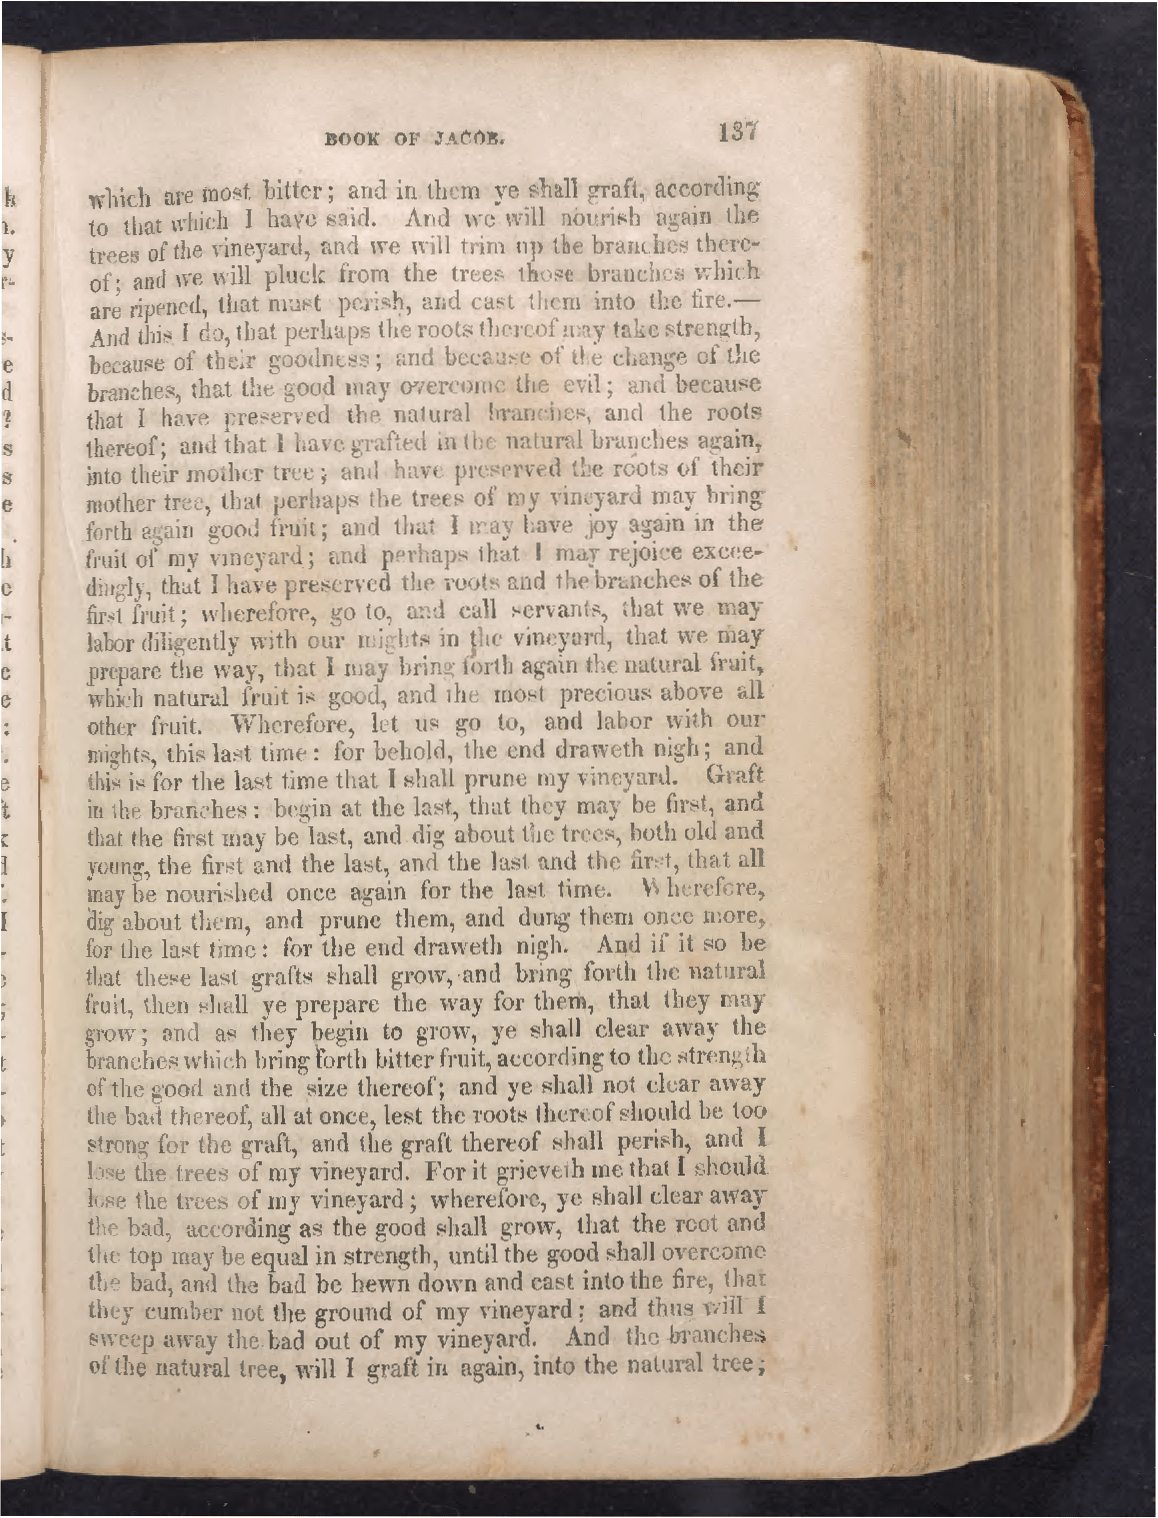 BOOK OF JACOB. 137
which are most bitter; and in them ye shall graft, according
to that which I have said. And we will nourish again the
trees of the vineyard, and we will trim up the branches there-
of; and we will pluck from the trees those branches which
are ripened, that must perish, and cast them into the fire.—
And this I do, that perhaps the roots thereof may take strength,
because of their goodness; and because of the change of the
branches, that the good may overcome the evil; and because
that I have preserved the natural branches, and the roots
thereof; and that I have grafted in the natural branches again,
into their mother tree; and have preserved the roots of their
mother tree, that perhaps the trees of my vineyard may bring
forth again good fruit; and that I may have joy again in the
fruit of my vineyard; and perhaps that I may rejoice excee-
dingly, that I have preserved the roots and the branches of the
first fruit; wherefore, go to, and call servants, that we may
labor diligently with our mights in the vineyard, that we may
prepare the way, that I may bring forth again the natural fruit,
which natural fruit is good, and the most precious above all
other fruit. Wherefore, let us go to, and labor with our
mights, this last time: for behold, the end draweth nigh; and
this is for the last time that I shall prune my vineyard. Graft
in the branches: begin at the last, that they may be first, and
that the first may be last, and dig about the trees, both old and
young, the first and the last, and the last and the first, that all
may be nourished once again for the last time. Wherefore,
dig about them, and prune them, and dung them once more,
for the last time: for the end draweth nigh. And if it so be
that these last grafts shall grow, and bring forth the natural
fruit, then shall ye prepare the way for them, that they may
grow; and as they begin to grow, ye shall clear away the
branches which bring forth bitter fruit, according to the strength
of the good and the size thereof; and ye shall not clear away
the bad thereof, all at once, lest the roots thereof should be too
strong for the graft, and the graft thereof shall perish, and I
lose the trees of my vineyard. For it grieveth me that I should
lose the trees of my vineyard; wherefore, ye shall clear away
the bad, according as the good shall grow, that the root and
the top may be equal in strength, until the good shall overcome
the bad, and the bad be hewn down and cast into the fire, that
they cumber not the ground of my vineyard; and thus will I
sweep away the bad out of my vineyard. And the branches
of the natural tree, will I graft in again, into the natural tree;